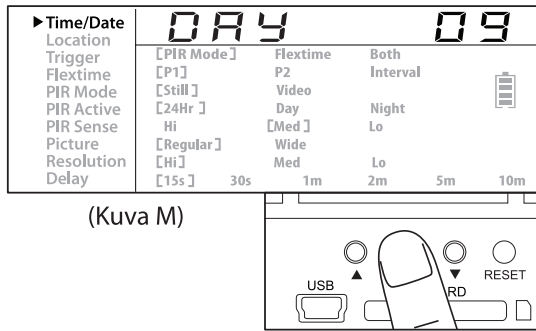 ▶Time/Date DAY 09
Location
Trigger [PIR Mode] Flextime Both
Flextime [P1] P2 Interval
PIR Mode [Still] Video
PIR Active [24Hr ] Day Night
PIR Sense Hi [Med ] Lo
Picture [Regular] Wide
Resolution [Hi] Med Lo
Delay [15s ] 30s 1m 2m 5m 10m
(Kuva M)
▲ ▼ RESET
USB RD